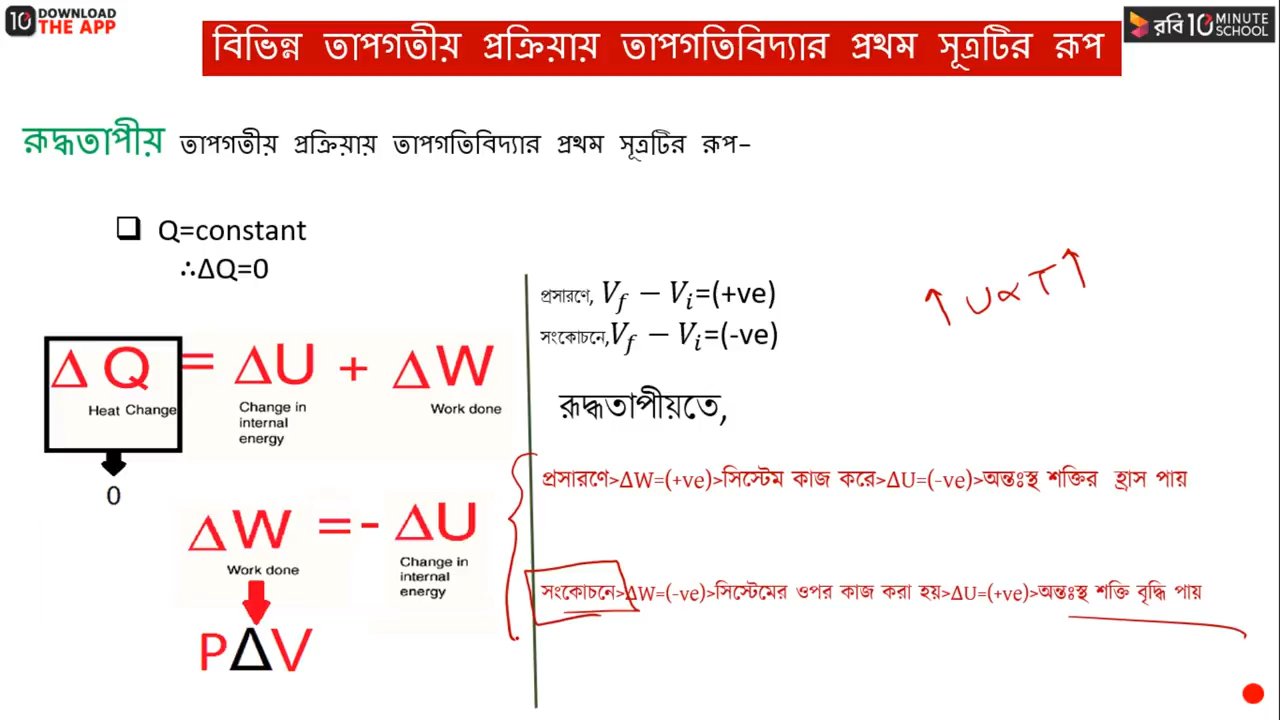 10 DOWNLOAD THE APP
বিভিন্ন তাপগতীয় প্রক্রিয়ায় তাপগতিবিদ্যার প্রথম সূত্রটির রূপ
রবি 10 MINUTE SCHOOL
রূদ্ধতাপীয় তাপগতীয় প্রক্রিয়ায় তাপগতিবিদ্যার প্রথম সূত্রটির রূপ–
Q=constant
∴ΔQ=0
ΔQ = ΔU + ΔW
Heat Change
Change in internal energy
Work done
0
ΔW = - ΔU
Work done
Change in internal energy
PΔV
প্রসারণে, V_f − V_i=(+ve)
সংকোচনে,V_f − V_i=(-ve)
↑ U∝T↑
রূদ্ধতাপীয়তে,
প্রসারণে>ΔW=(+ve)>সিস্টেম কাজ করে>ΔU=(-ve)>অন্তঃস্থ শক্তির হ্রাস পায়
সংকোচনে>ΔW=(-ve)>সিস্টেমের ওপর কাজ করা হয়>ΔU=(+ve)>অন্তঃস্থ শক্তি বৃদ্ধি পায়